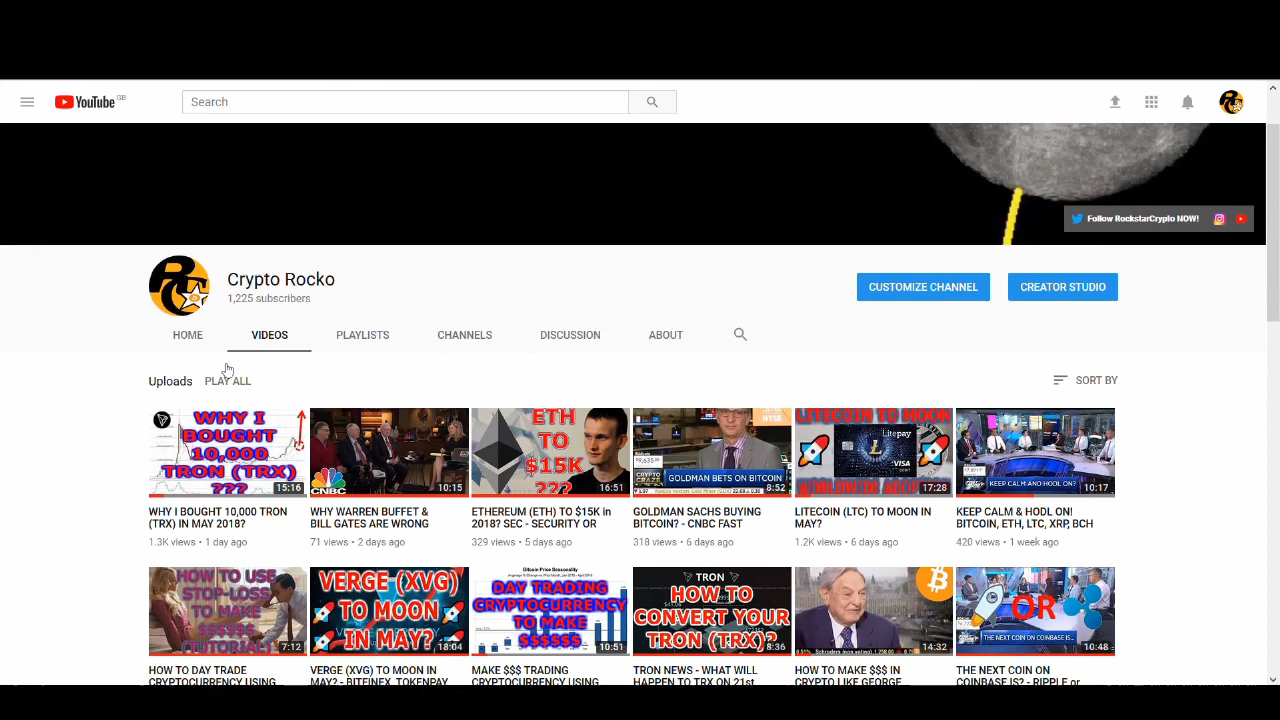 YouTube GB
Search
Follow RockstarCrypto NOW!
Crypto Rocko
1,225 subscribers
CUSTOMIZE CHANNEL
CREATOR STUDIO
HOME
VIDEOS
PLAYLISTS
CHANNELS
DISCUSSION
ABOUT
Uploads
PLAY ALL
SORT BY
WHY I
BOUGHT
10,000
TRON (TRX)
???
15:16
CNBC
10:15
ETH
TO
$15K
???
16:51
GOLDMAN BETS ON BITCOIN
8:52
LITECOIN TO MOON
Litepay
VISA
17:28
KEEP CALM AND HODL ON?
10:17
WHY I BOUGHT 10,000 TRON
(TRX) IN MAY 2018?
1.3K views • 1 day ago
WHY WARREN BUFFET &
BILL GATES ARE WRONG
71 views • 2 days ago
ETHEREUM (ETH) TO $15K in
2018? SEC - SECURITY OR
329 views • 5 days ago
GOLDMAN SACHS BUYING
BITCOIN? - CNBC FAST
318 views • 6 days ago
LITECOIN (LTC) TO MOON IN
MAY?
1.2K views • 6 days ago
KEEP CALM & HODL ON!
BITCOIN, ETH, LTC, XRP, BCH
420 views • 1 week ago
HOW TO USE
STOP-LOSS
TO MAKE
$$$$$$
(TUTORIAL)
7:12
VERGE (XVG)
TO MOON
IN MAY?
18:04
Bitcoin Price Seasonality
DAY TRADING
CRYPTOCURRENCY
TO MAKE
$$$$$$
10:51
TRON
HOW TO
CONVERT YOUR
TRON (TRX)?
8:36
14:32
OR
THE NEXT COIN ON COINBASE IS...
10:48
HOW TO DAY TRADE
CRYPTOCURRENCY USING
VERGE (XVG) TO MOON IN
MAY? - BITFINEX, TOKENPAY
MAKE $$$ TRADING
CRYPTOCURRENCY USING
TRON NEWS - WHAT WILL
HAPPEN TO TRX ON 21st
HOW TO MAKE $$$ IN
CRYPTO LIKE GEORGE
THE NEXT COIN ON
COINBASE IS? - RIPPLE or